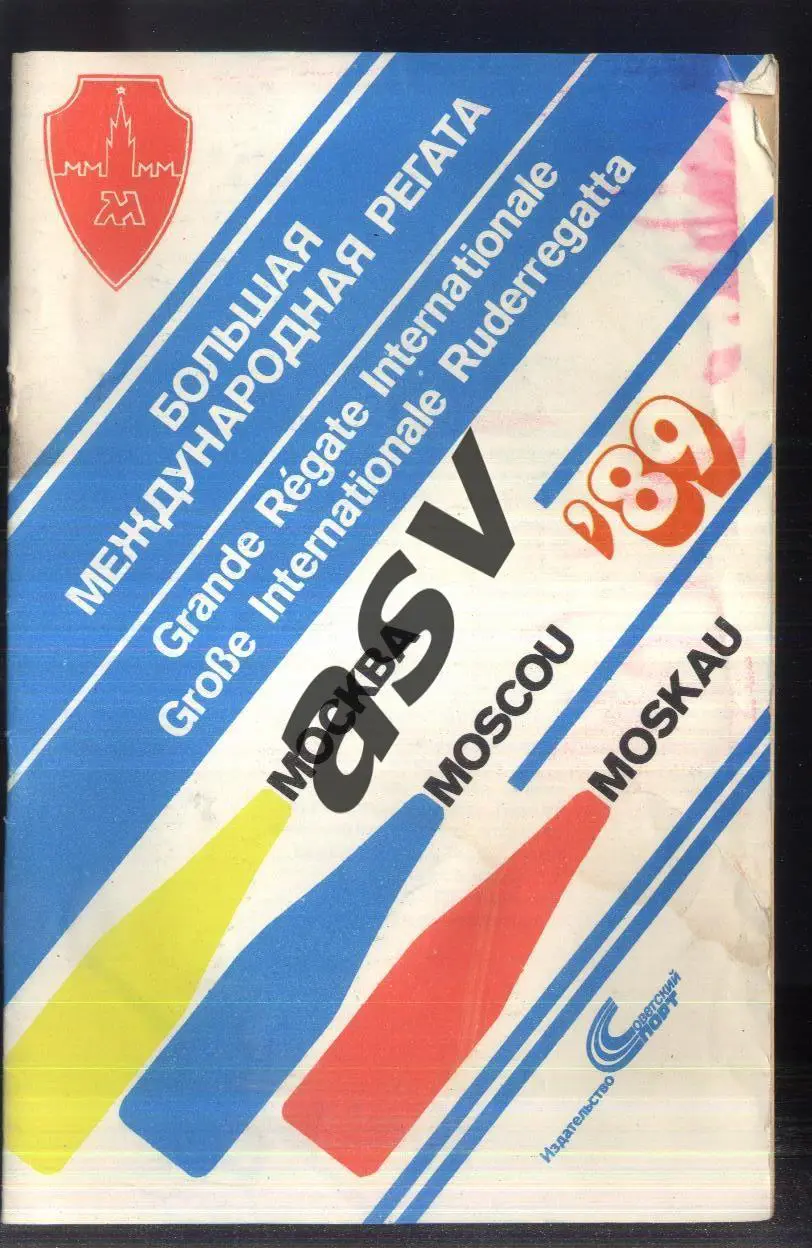 М
БОЛЬШАЯ
МЕЖДУНАРОДНАЯ РЕГАТА
Grande Régate Internationale
Große Internationale Ruderregatta
'89
asv
МОСКВА
MOSCOU
MOSKAU
Издательство
Советский
Спорт